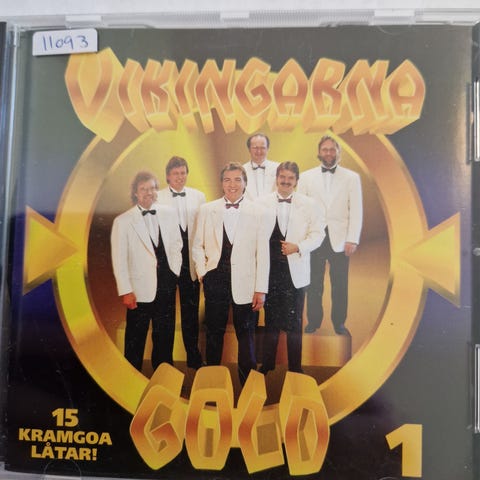 11093
VIKINGARNA
GOLD
15
KRAMGOA
LÅTAR!
1